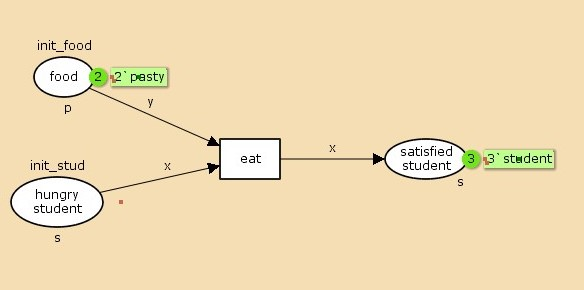 init_food
food
2
2`pasty
p
y
init_stud
hungry
student
s
x
eat
x
satisfied
student
3
3`student
s